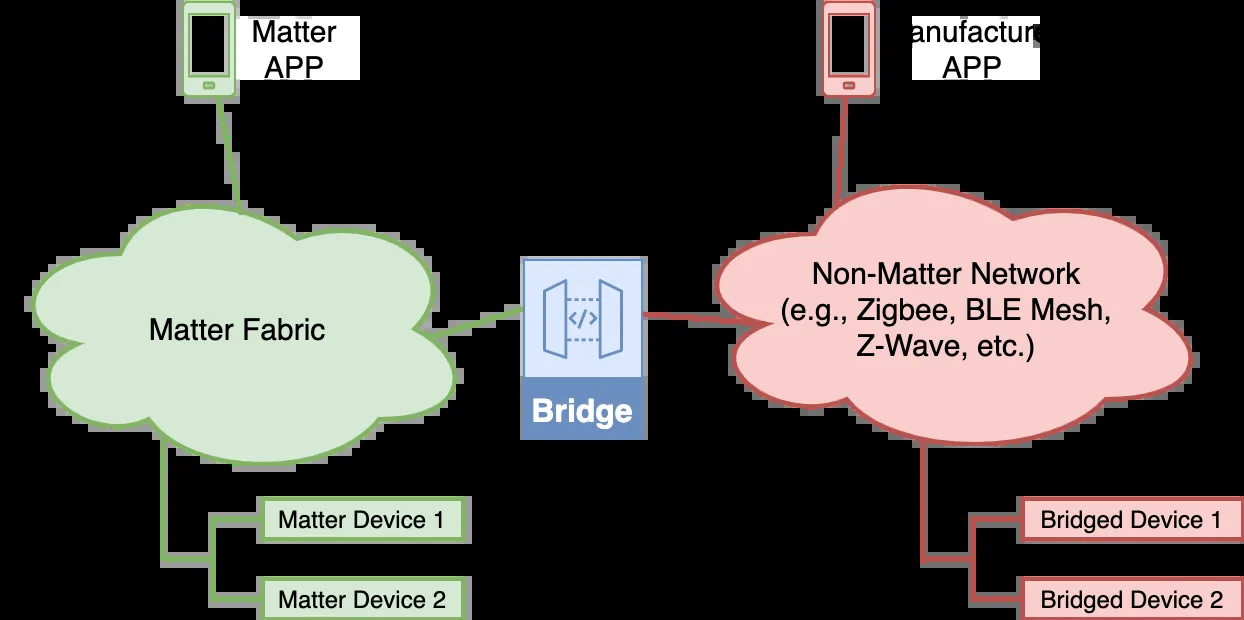 Matter
APP
anufacture
APP
Matter Fabric
</>
Bridge
Non-Matter Network
(e.g., Zigbee, BLE Mesh,
Z-Wave, etc.)
Matter Device 1
Matter Device 2
Bridged Device 1
Bridged Device 2